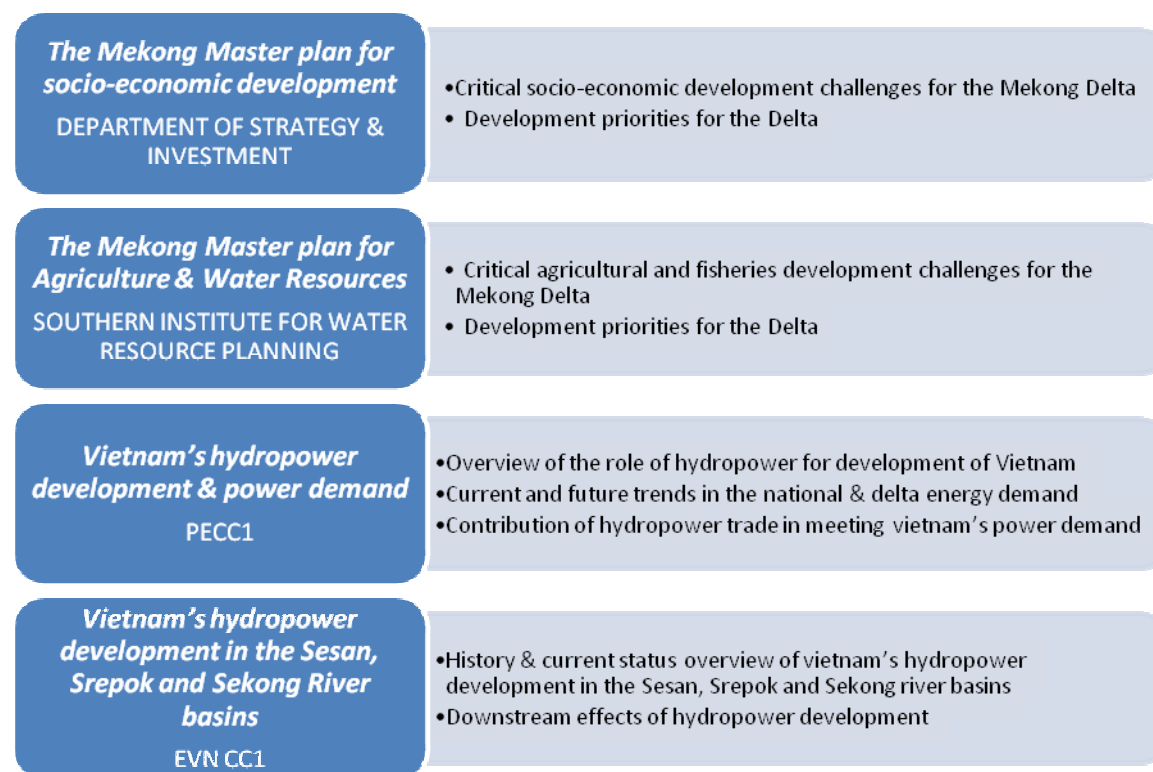 The Mekong Master plan for
socio-economic development
DEPARTMENT OF STRATEGY &
INVESTMENT
•Critical socio-economic development challenges for the Mekong Delta
• Development priorities for the Delta
The Mekong Master plan for
Agriculture & Water Resources
SOUTHERN INSTITUTE FOR WATER
RESOURCE PLANNING
• Critical agricultural and fisheries development challenges for the
Mekong Delta
• Development priorities for the Delta
Vietnam’s hydropower
development & power demand
PECC1
•Overview of the role of hydropower for development of Vietnam
•Current and future trends in the national & delta energy demand
•Contribution of hydropower trade in meeting vietnam’s power demand
Vietnam’s hydropower
development in the Sesan,
Srepok and Sekong River
basins
EVN CC1
•History & current status overview of vietnam’s hydropower
development in the Sesan, Srepok and Sekong river basins
•Downstream effects of hydropower development